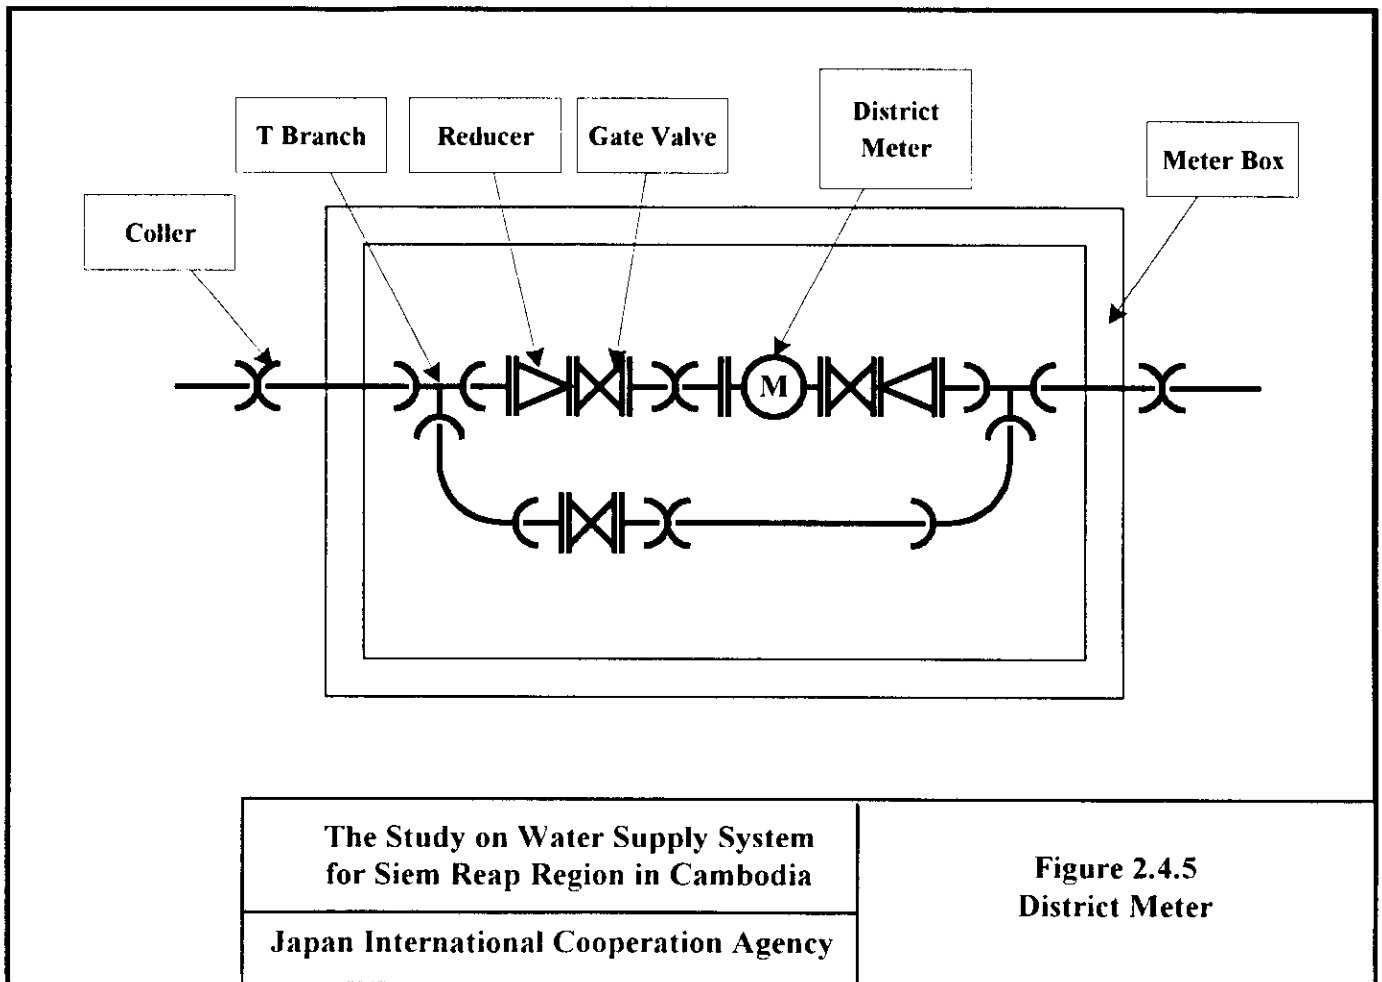 T Branch
Reducer
Gate Valve
District
Meter
Meter Box
Coller
M
The Study on Water Supply System
for Siem Reap Region in Cambodia
Figure 2.4.5
District Meter
Japan International Cooperation Agency